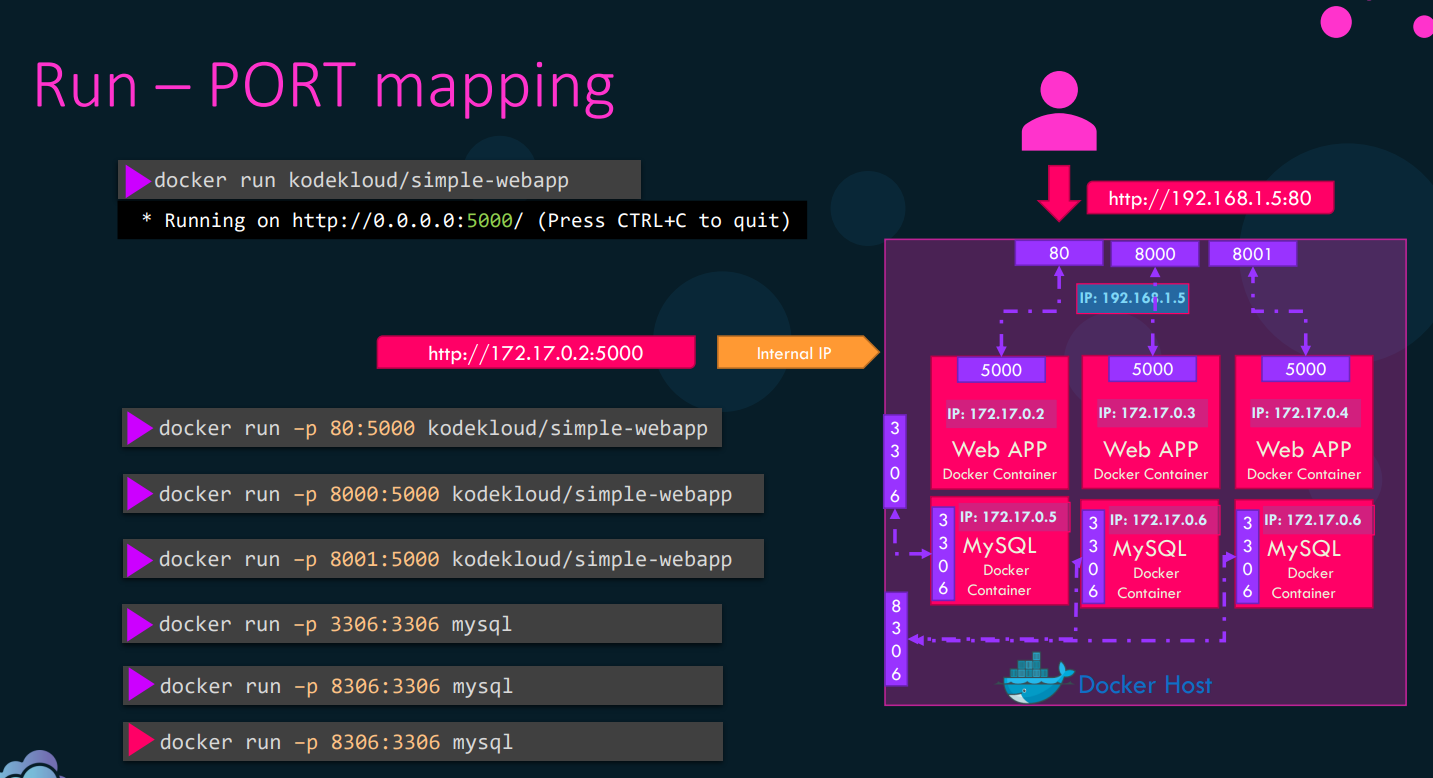 Run – PORT mapping
docker run kodekloud/simple-webapp
* Running on http://0.0.0.0:5000/ (Press CTRL+C to quit)
http://172.17.0.2:5000
Internal IP
docker run –p 80:5000 kodekloud/simple-webapp
docker run –p 8000:5000 kodekloud/simple-webapp
docker run –p 8001:5000 kodekloud/simple-webapp
docker run –p 3306:3306 mysql
docker run –p 8306:3306 mysql
docker run –p 8306:3306 mysql
http://192.168.1.5:80
80
8000
8001
IP: 192.168.1.5
5000
IP: 172.17.0.2
Web APP
Docker Container
5000
IP: 172.17.0.3
Web APP
Docker Container
5000
IP: 172.17.0.4
Web APP
Docker Container
3306
3306
IP: 172.17.0.5
MySQL
Docker
Container
3306
IP: 172.17.0.6
MySQL
Docker
Container
3306
IP: 172.17.0.6
MySQL
Docker
Container
8306
Docker Host